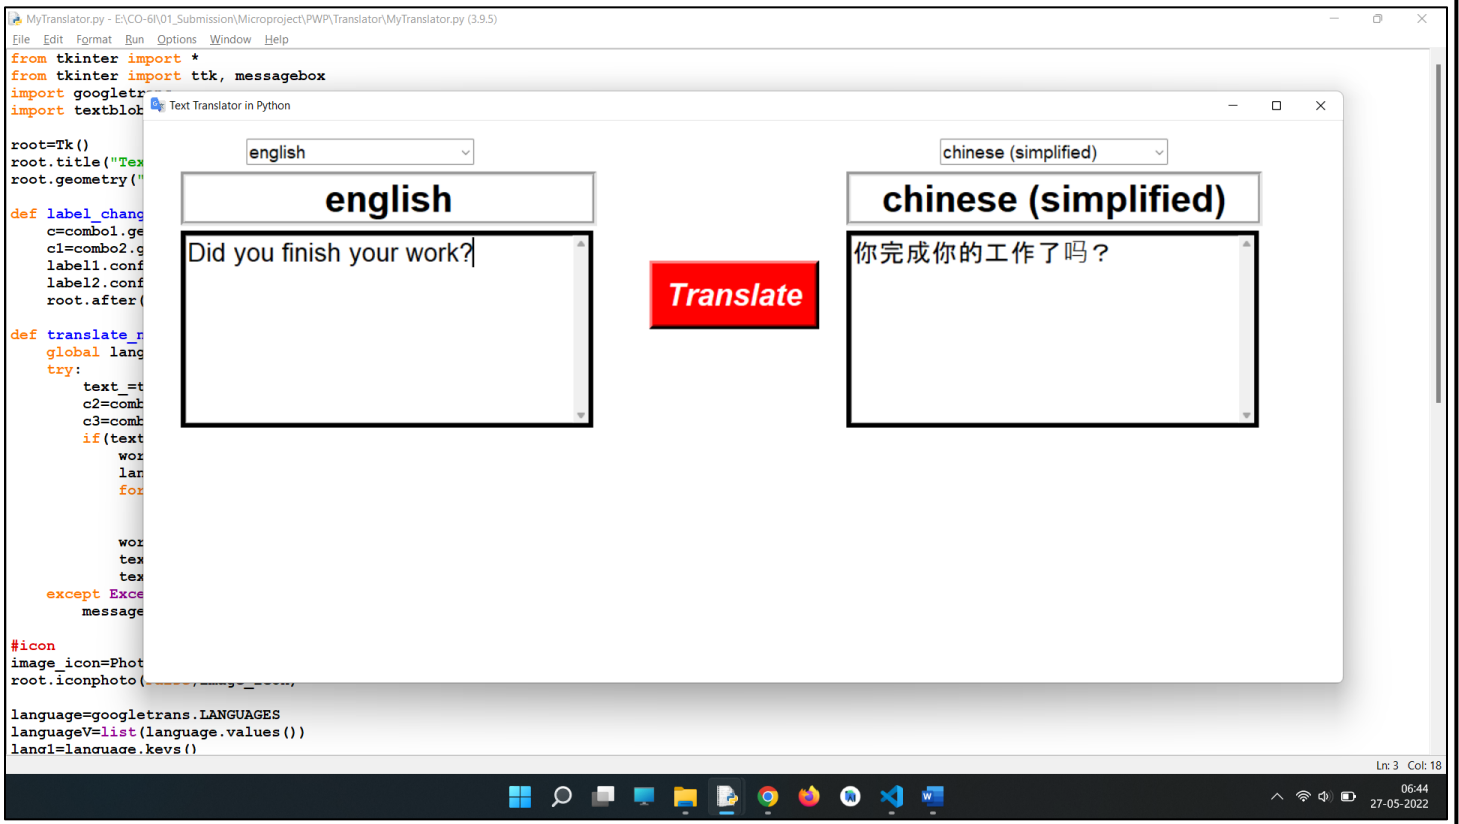 MyTranslator.py - E:\CO-6I\01_Submission\Microproject\PWP\Translator\MyTranslator.py (3.9.5)
File Edit Format Run Options Window Help
from tkinter import *
from tkinter import ttk, messagebox
import googletr
import textblob
root=Tk()
root.title("Tex
root.geometry("
def label_chang
c=combo1.ge
c1=combo2.g
label1.conf
label2.conf
root.after(
def translate_n
global lang
try:
text_=t
c2=comb
c3=comb
if(text
wor
lan
for
wor
tex
tex
except Exce
message
#icon
image_icon=Phot
root.iconphoto(
language=googletrans.LANGUAGES
languageV=list(language.values())
lang1=language.keys()
Text Translator in Python
english
chinese (simplified)
english
chinese (simplified)
Did you finish your work?
Translate
你完成你的工作了吗？
Ln: 3 Col: 18
06:44
27-05-2022